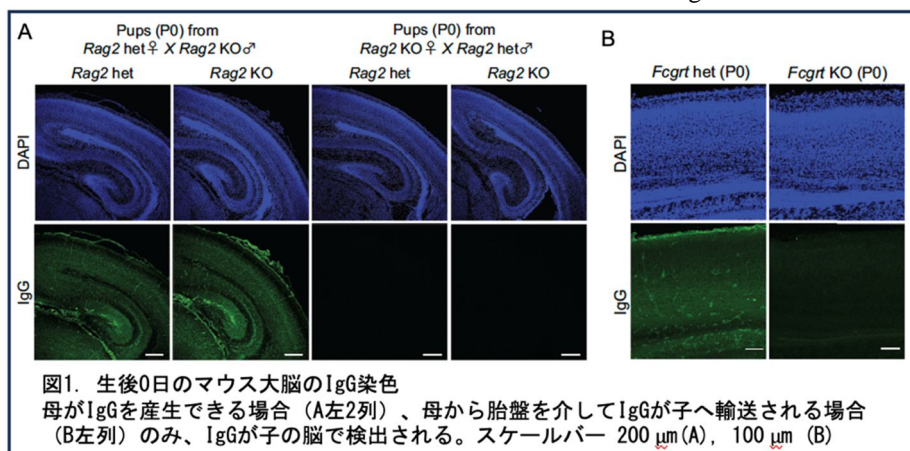 A
Pups (P0) from
Rag2 het♀ X Rag2 KO♂
Pups (P0) from
Rag2 KO♀ X Rag2 het♂
Rag2 het
Rag2 KO
Rag2 het
Rag2 KO
DAPI
IgG
B
Fcgrt het (P0)
Fcgrt KO (P0)
DAPI
IgG
図1. 生後0日のマウス大脳のIgG染色
母がIgGを産生できる場合（A左2列）、母から胎盤を介してIgGが子へ輸送される場合
（B左列）のみ、IgGが子の脳で検出される。スケールバー 200 μm(A), 100 μm (B)